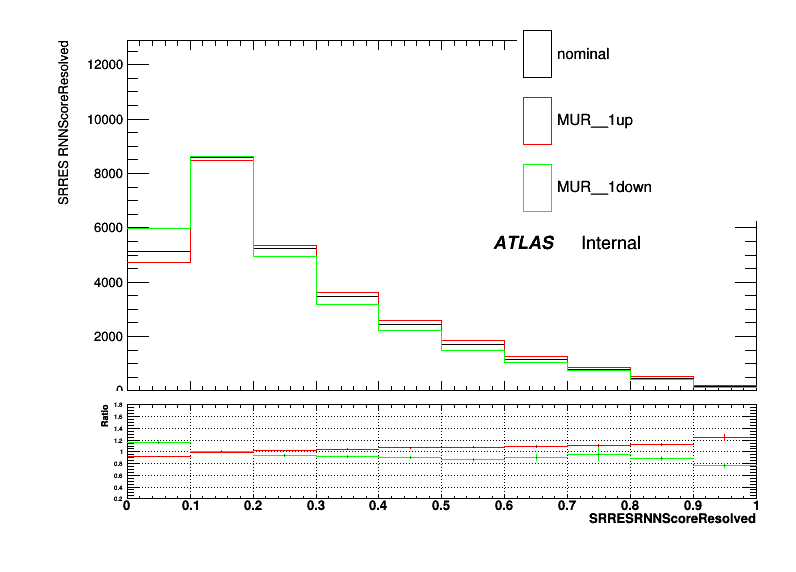 SRRES RNNScoreResolved
12000
10000
8000
6000
4000
2000
0
nominal
MUR__1up
MUR__1down
ATLAS Internal
Ratio
1.8
1.6
1.4
1.2
1
0.8
0.6
0.4
0.2
0 0.1 0.2 0.3 0.4 0.5 0.6 0.7 0.8 0.9 1
SRRESRNNScoreResolved